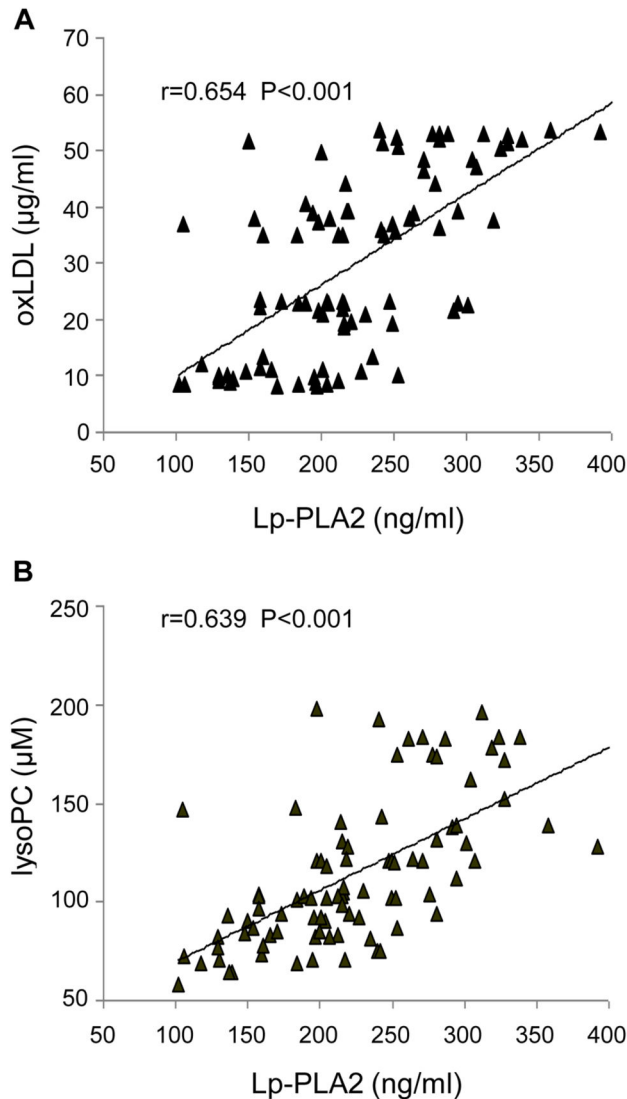 A
70
r=0.654 P<0.001
60
50
40
30
20
10
0
oxLDL (µg/ml)
50 100 150 200 250 300 350 400
Lp-PLA2 (ng/ml)
B
250
r=0.639 P<0.001
200
150
100
50
lysoPC (µM)
50 100 150 200 250 300 350 400
Lp-PLA2 (ng/ml)